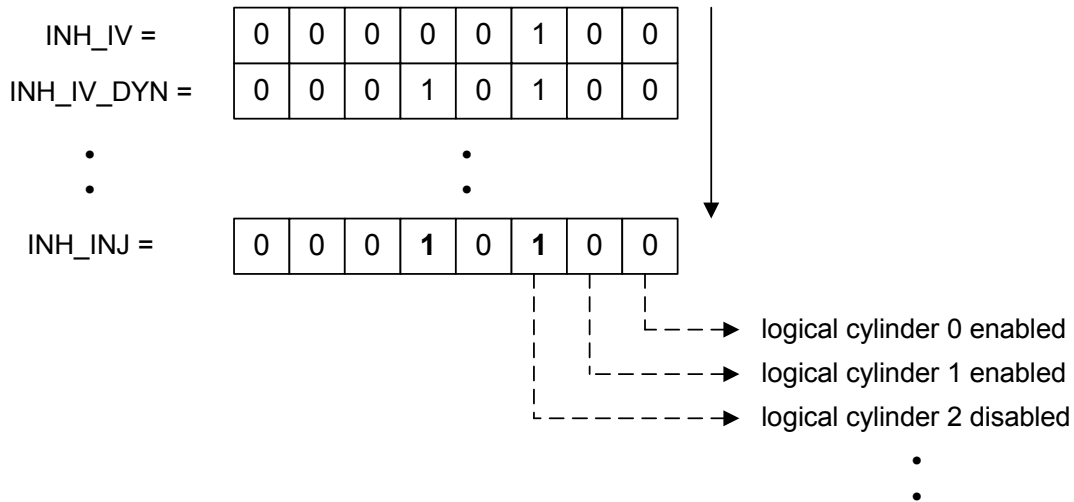 INH_IV = 0 0 0 0 0 1 0 0
INH_IV_DYN = 0 0 0 1 0 1 0 0
INH_INJ = 0 0 0 1 0 1 0 0
logical cylinder 0 enabled
logical cylinder 1 enabled
logical cylinder 2 disabled